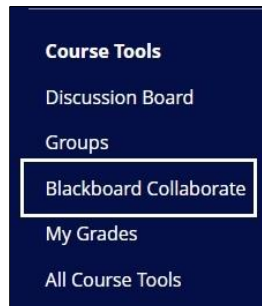 Course Tools
Discussion Board
Groups
Blackboard Collaborate
My Grades
All Course Tools